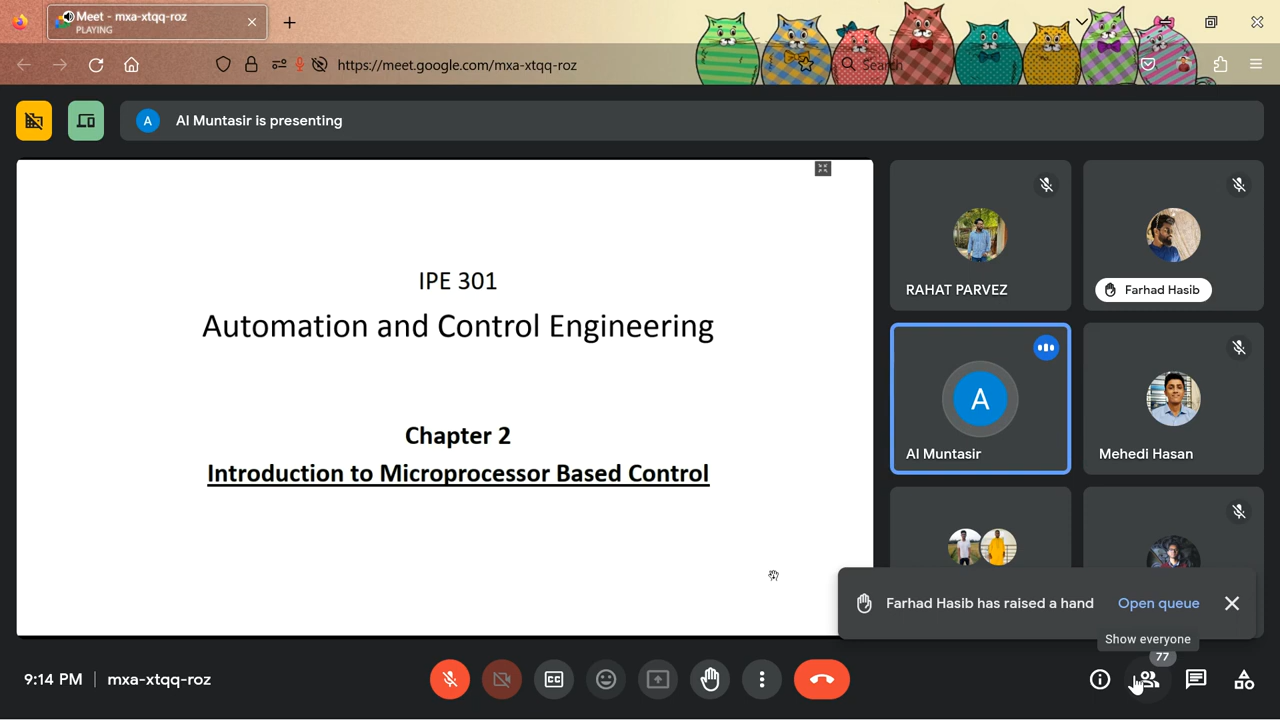 Meet - mxa-xtqq-roz
PLAYING
https://meet.google.com/mxa-xtqq-roz
Search
A
Al Muntasir is presenting
IPE 301
Automation and Control Engineering
Chapter 2
Introduction to Microprocessor Based Control
RAHAT PARVEZ
Farhad Hasib
A
Al Muntasir
Mehedi Hasan
Farhad Hasib has raised a hand
Open queue
Show everyone
77
9:14 PM
mxa-xtqq-roz
CC